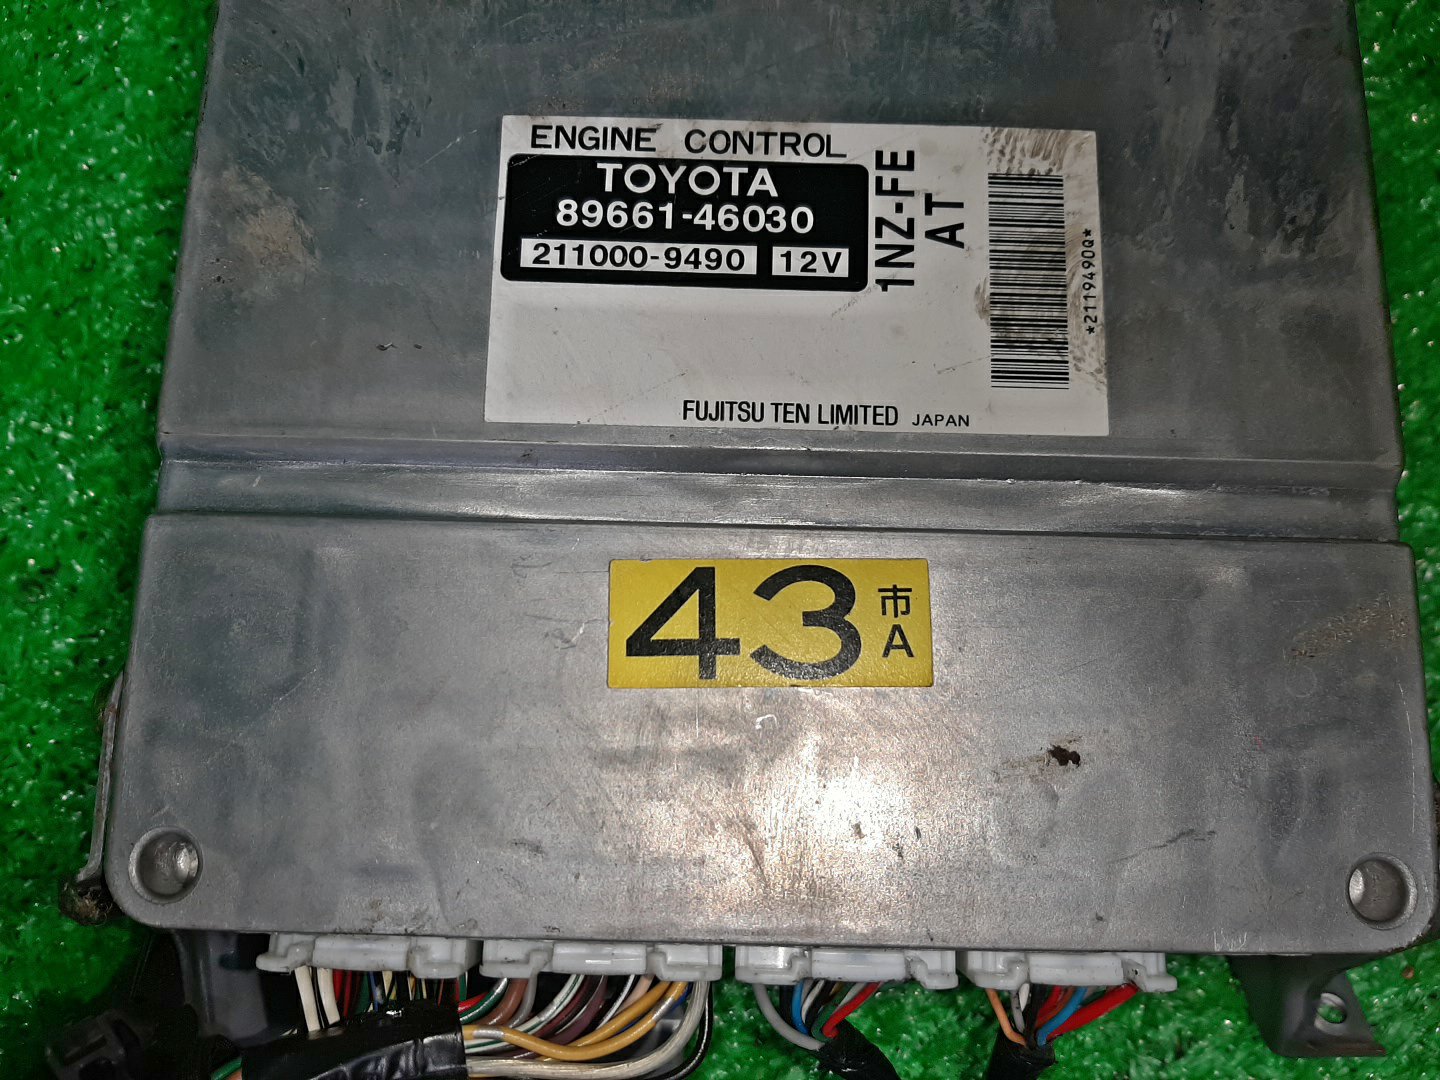 ENGINE CONTROL
TOYOTA
89661-46030
211000-9490 12V
1NZ-FE
AT
*2119490Q*
FUJITSU TEN LIMITED JAPAN
43 市
A